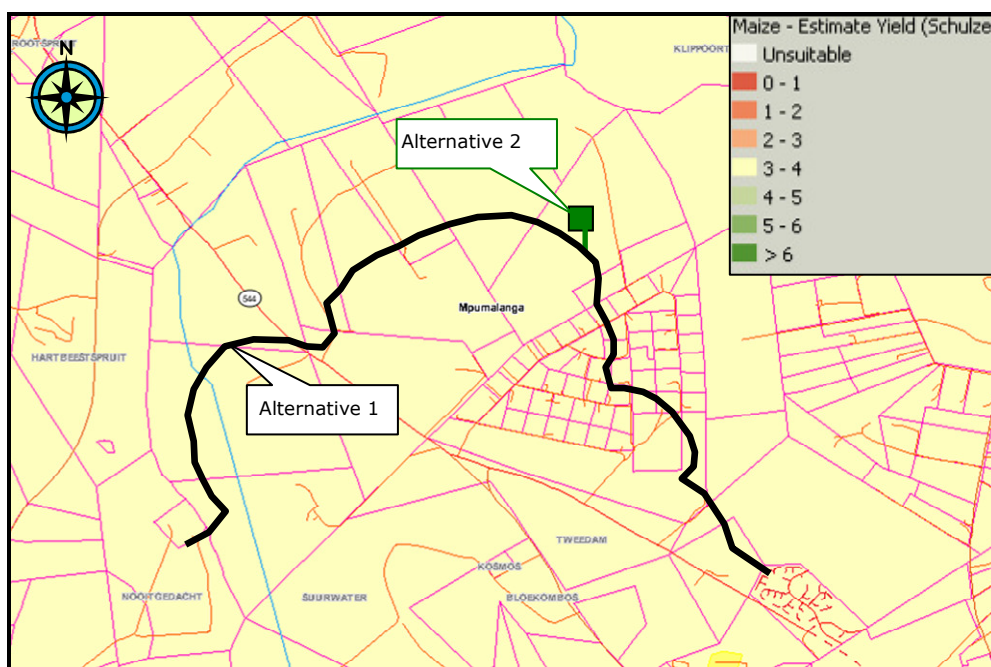 Maize - Estimate Yield (Schulze
Unsuitable
0 - 1
1 - 2
2 - 3
3 - 4
4 - 5
5 - 6
> 6
ROOTSPRUIT
N
KLIPPOORT
Alternative 2
544
Mpumalanga
HARTBEESTSPRUIT
Alternative 1
TWEEDAM
KOSMOS
NOOITGEDACHT
SUURWATER
BLOEKOMBOS